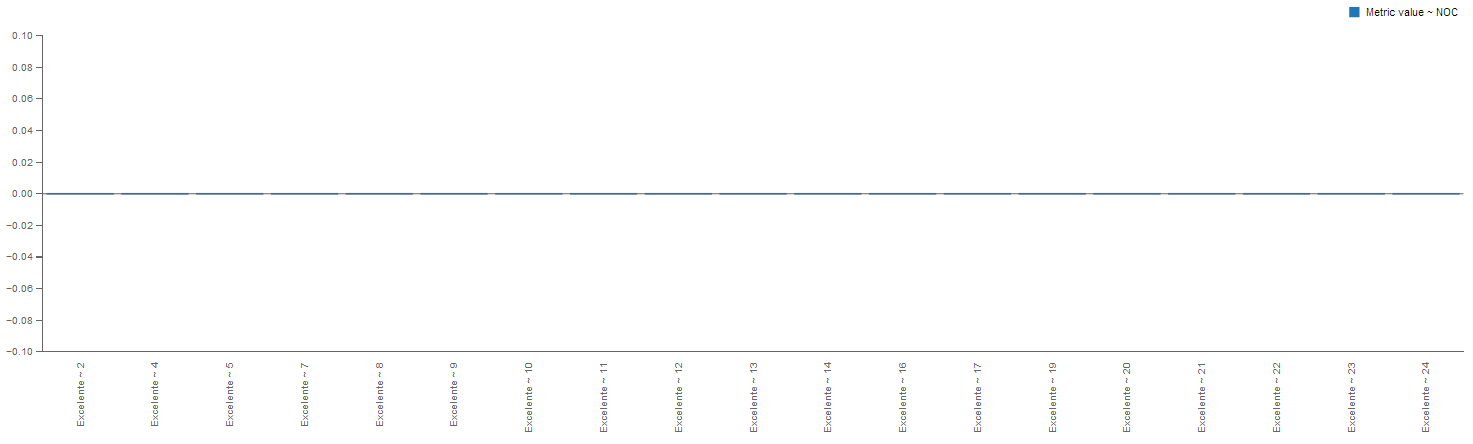 Metric value ~ NOC
0.10
0.08
0.06
0.04
0.02
0.00
−0.02
−0.04
−0.06
−0.08
−0.10
Excelente ~ 2
Excelente ~ 4
Excelente ~ 5
Excelente ~ 7
Excelente ~ 8
Excelente ~ 9
Excelente ~ 10
Excelente ~ 11
Excelente ~ 12
Excelente ~ 13
Excelente ~ 14
Excelente ~ 16
Excelente ~ 17
Excelente ~ 19
Excelente ~ 20
Excelente ~ 21
Excelente ~ 22
Excelente ~ 23
Excelente ~ 24